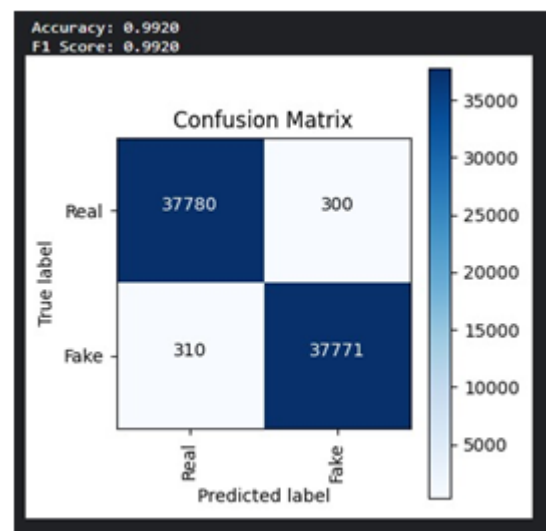 Accuracy: 0.9920
F1 Score: 0.9920
Confusion Matrix
35000
30000
25000
20000
15000
10000
5000
True label
Real
37780 300
Fake
310 37771
Real Fake
Predicted label